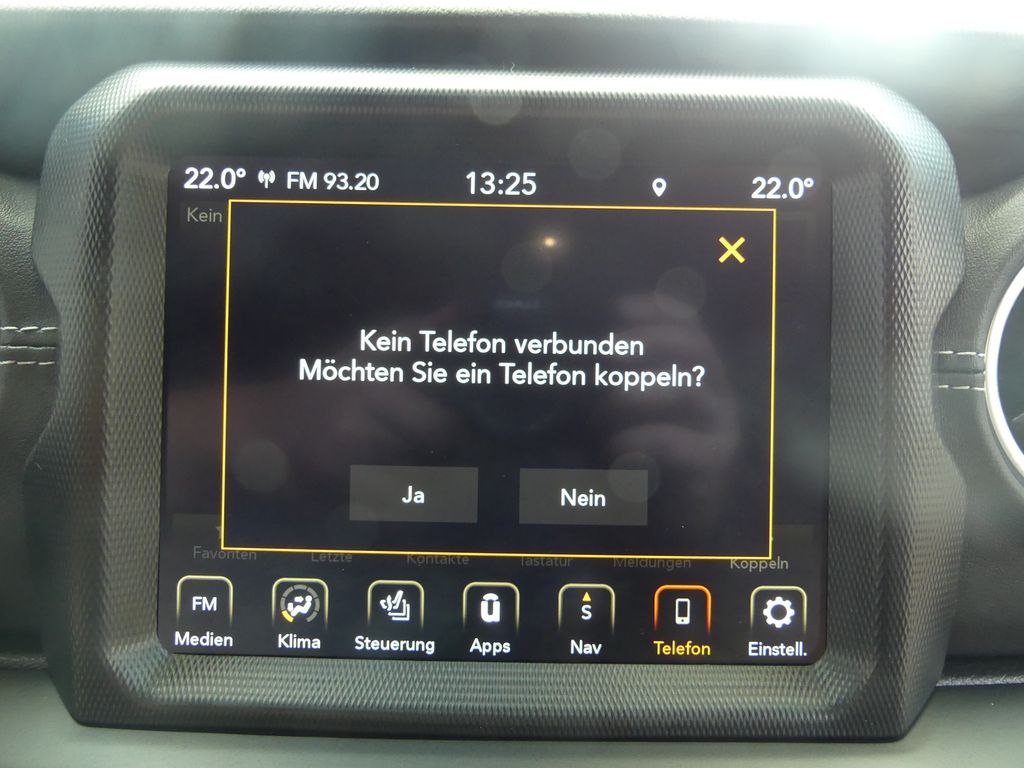 22.0° FM 93.20 13:25 22.0°
Kein
Kein Telefon verbunden
Möchten Sie ein Telefon koppeln?
Ja Nein
Favoriten Letzte Kontakte Tastatur Meldungen Koppeln
FM S
Medien Klima Steuerung Apps Nav Telefon Einstell.